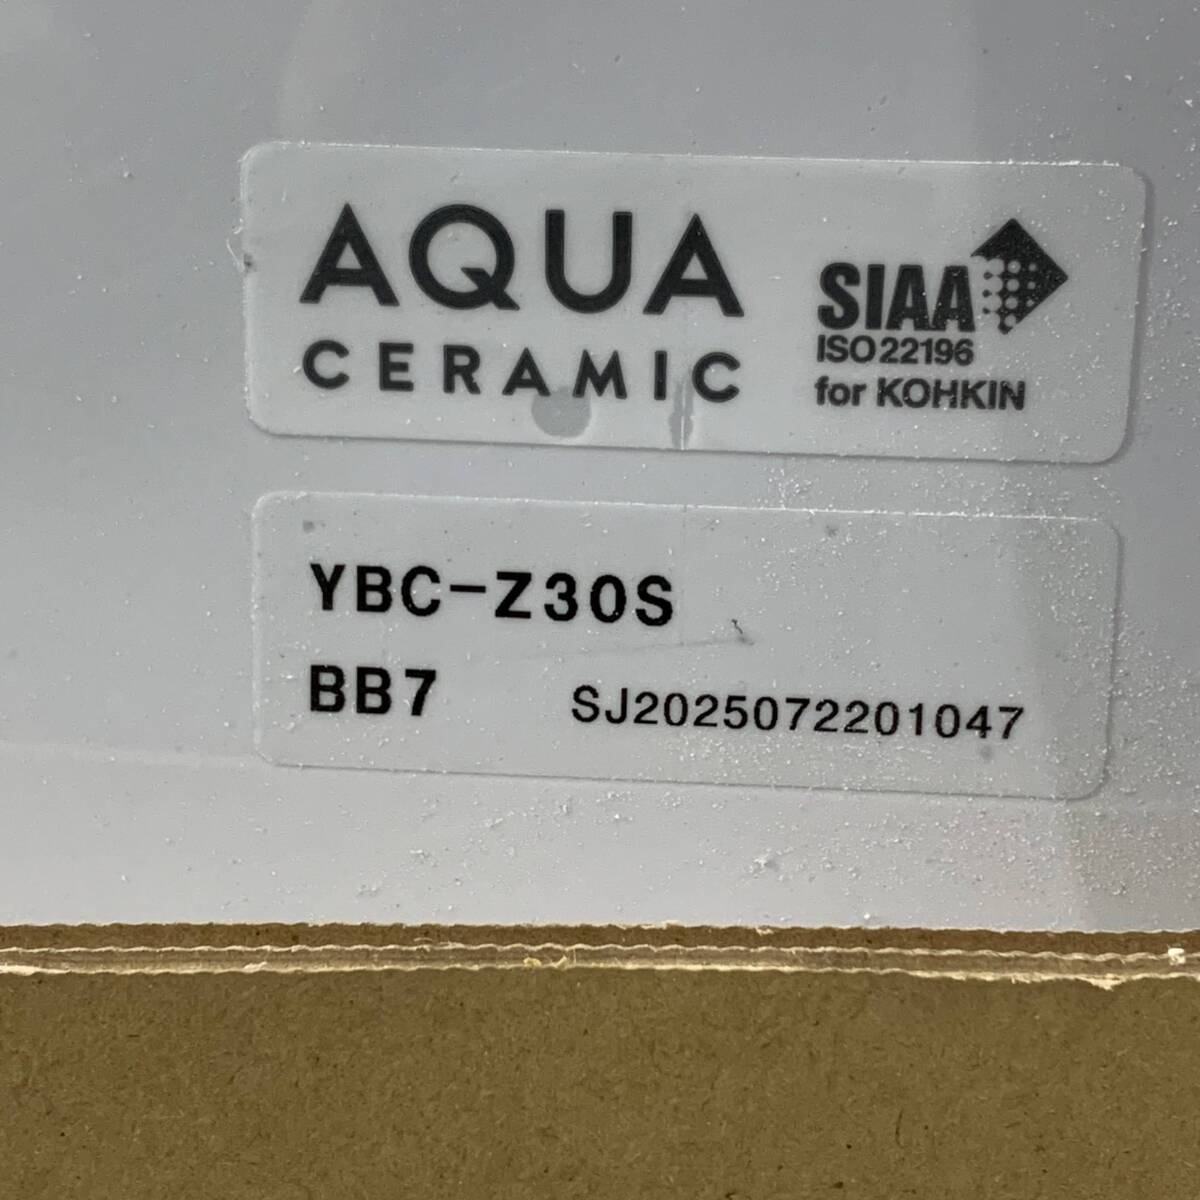 AQUA
CERAMIC
SIAA
ISO22196
for KOHKIN
YBC-Z30S
BB7 SJ2025072201047